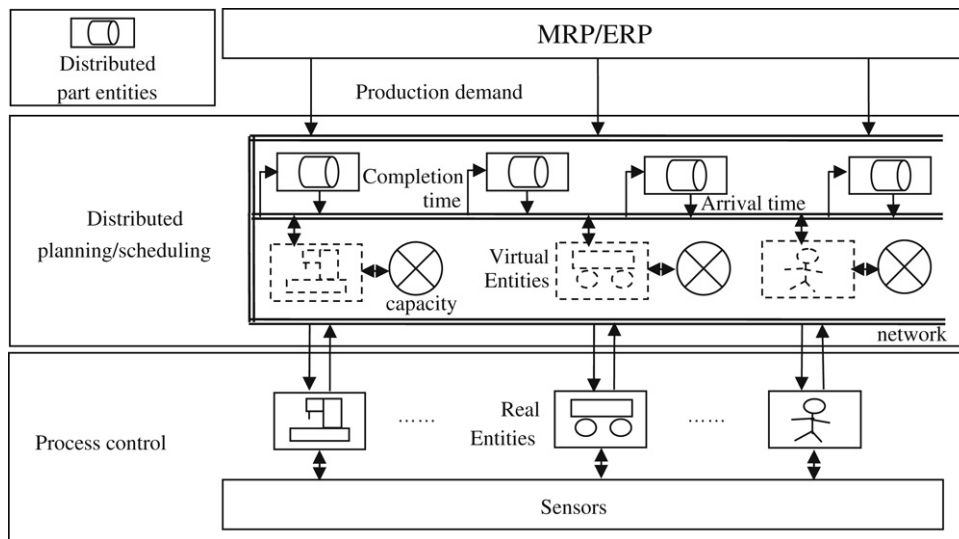 MRP/ERP
Distributed
part entities
Production demand
Completion
time
Arrival time
Distributed
planning/scheduling
Virtual
Entities
capacity
network
Real
Entities
......
......
Process control
Sensors